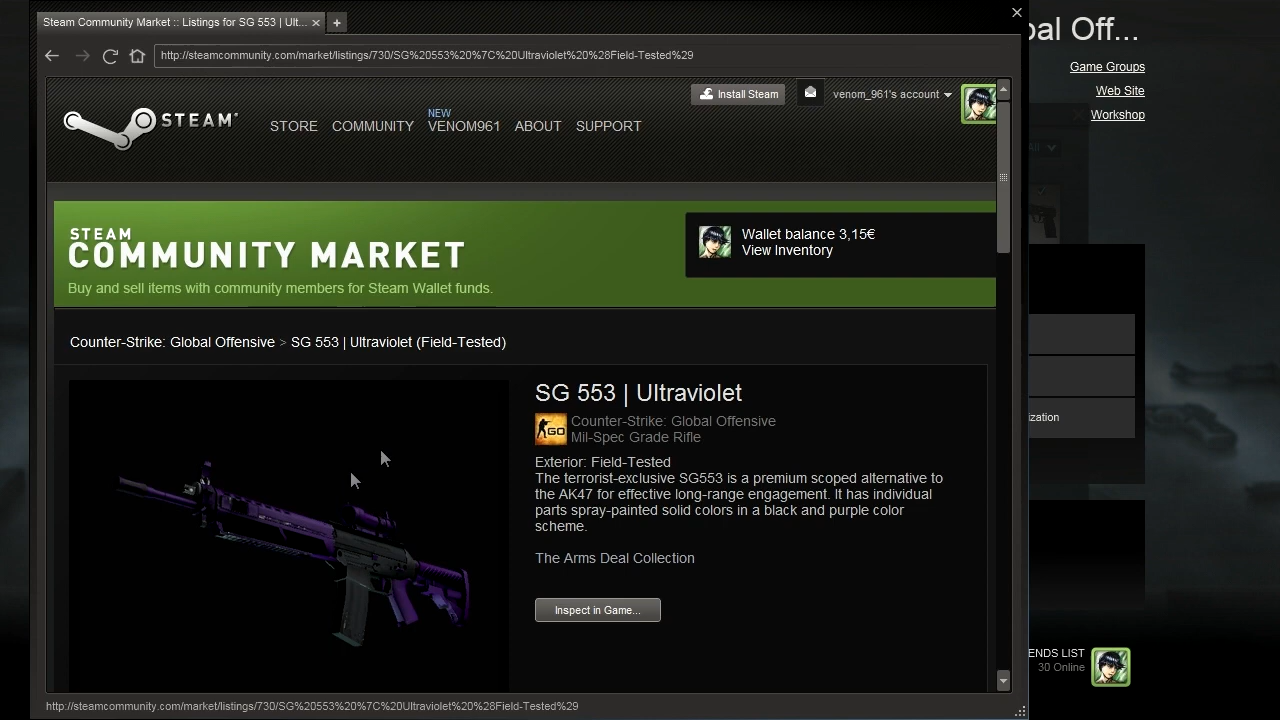 Steam Community Market :: Listings for SG 553 | Ult...
http://steamcommunity.com/market/listings/730/SG%20553%20%7C%20Ultraviolet%20%28Field-Tested%29
Install Steam
venom_961's account
STEAM
STORE
COMMUNITY
NEW
VENOM961
ABOUT
SUPPORT
STEAM
COMMUNITY MARKET
Buy and sell items with community members for Steam Wallet funds.
Wallet balance 3,15€
View Inventory
Counter-Strike: Global Offensive > SG 553 | Ultraviolet (Field-Tested)
SG 553 | Ultraviolet
GO
Counter-Strike: Global Offensive
Mil-Spec Grade Rifle
Exterior: Field-Tested
The terrorist-exclusive SG553 is a premium scoped alternative to
the AK47 for effective long-range engagement. It has individual
parts spray-painted solid colors in a black and purple color
scheme.
The Arms Deal Collection
Inspect in Game...
http://steamcommunity.com/market/listings/730/SG%20553%20%7C%20Ultraviolet%20%28Field-Tested%29
bal Off...
Game Groups
Web Site
Workshop
All
ization
ENDS LIST
30 Online